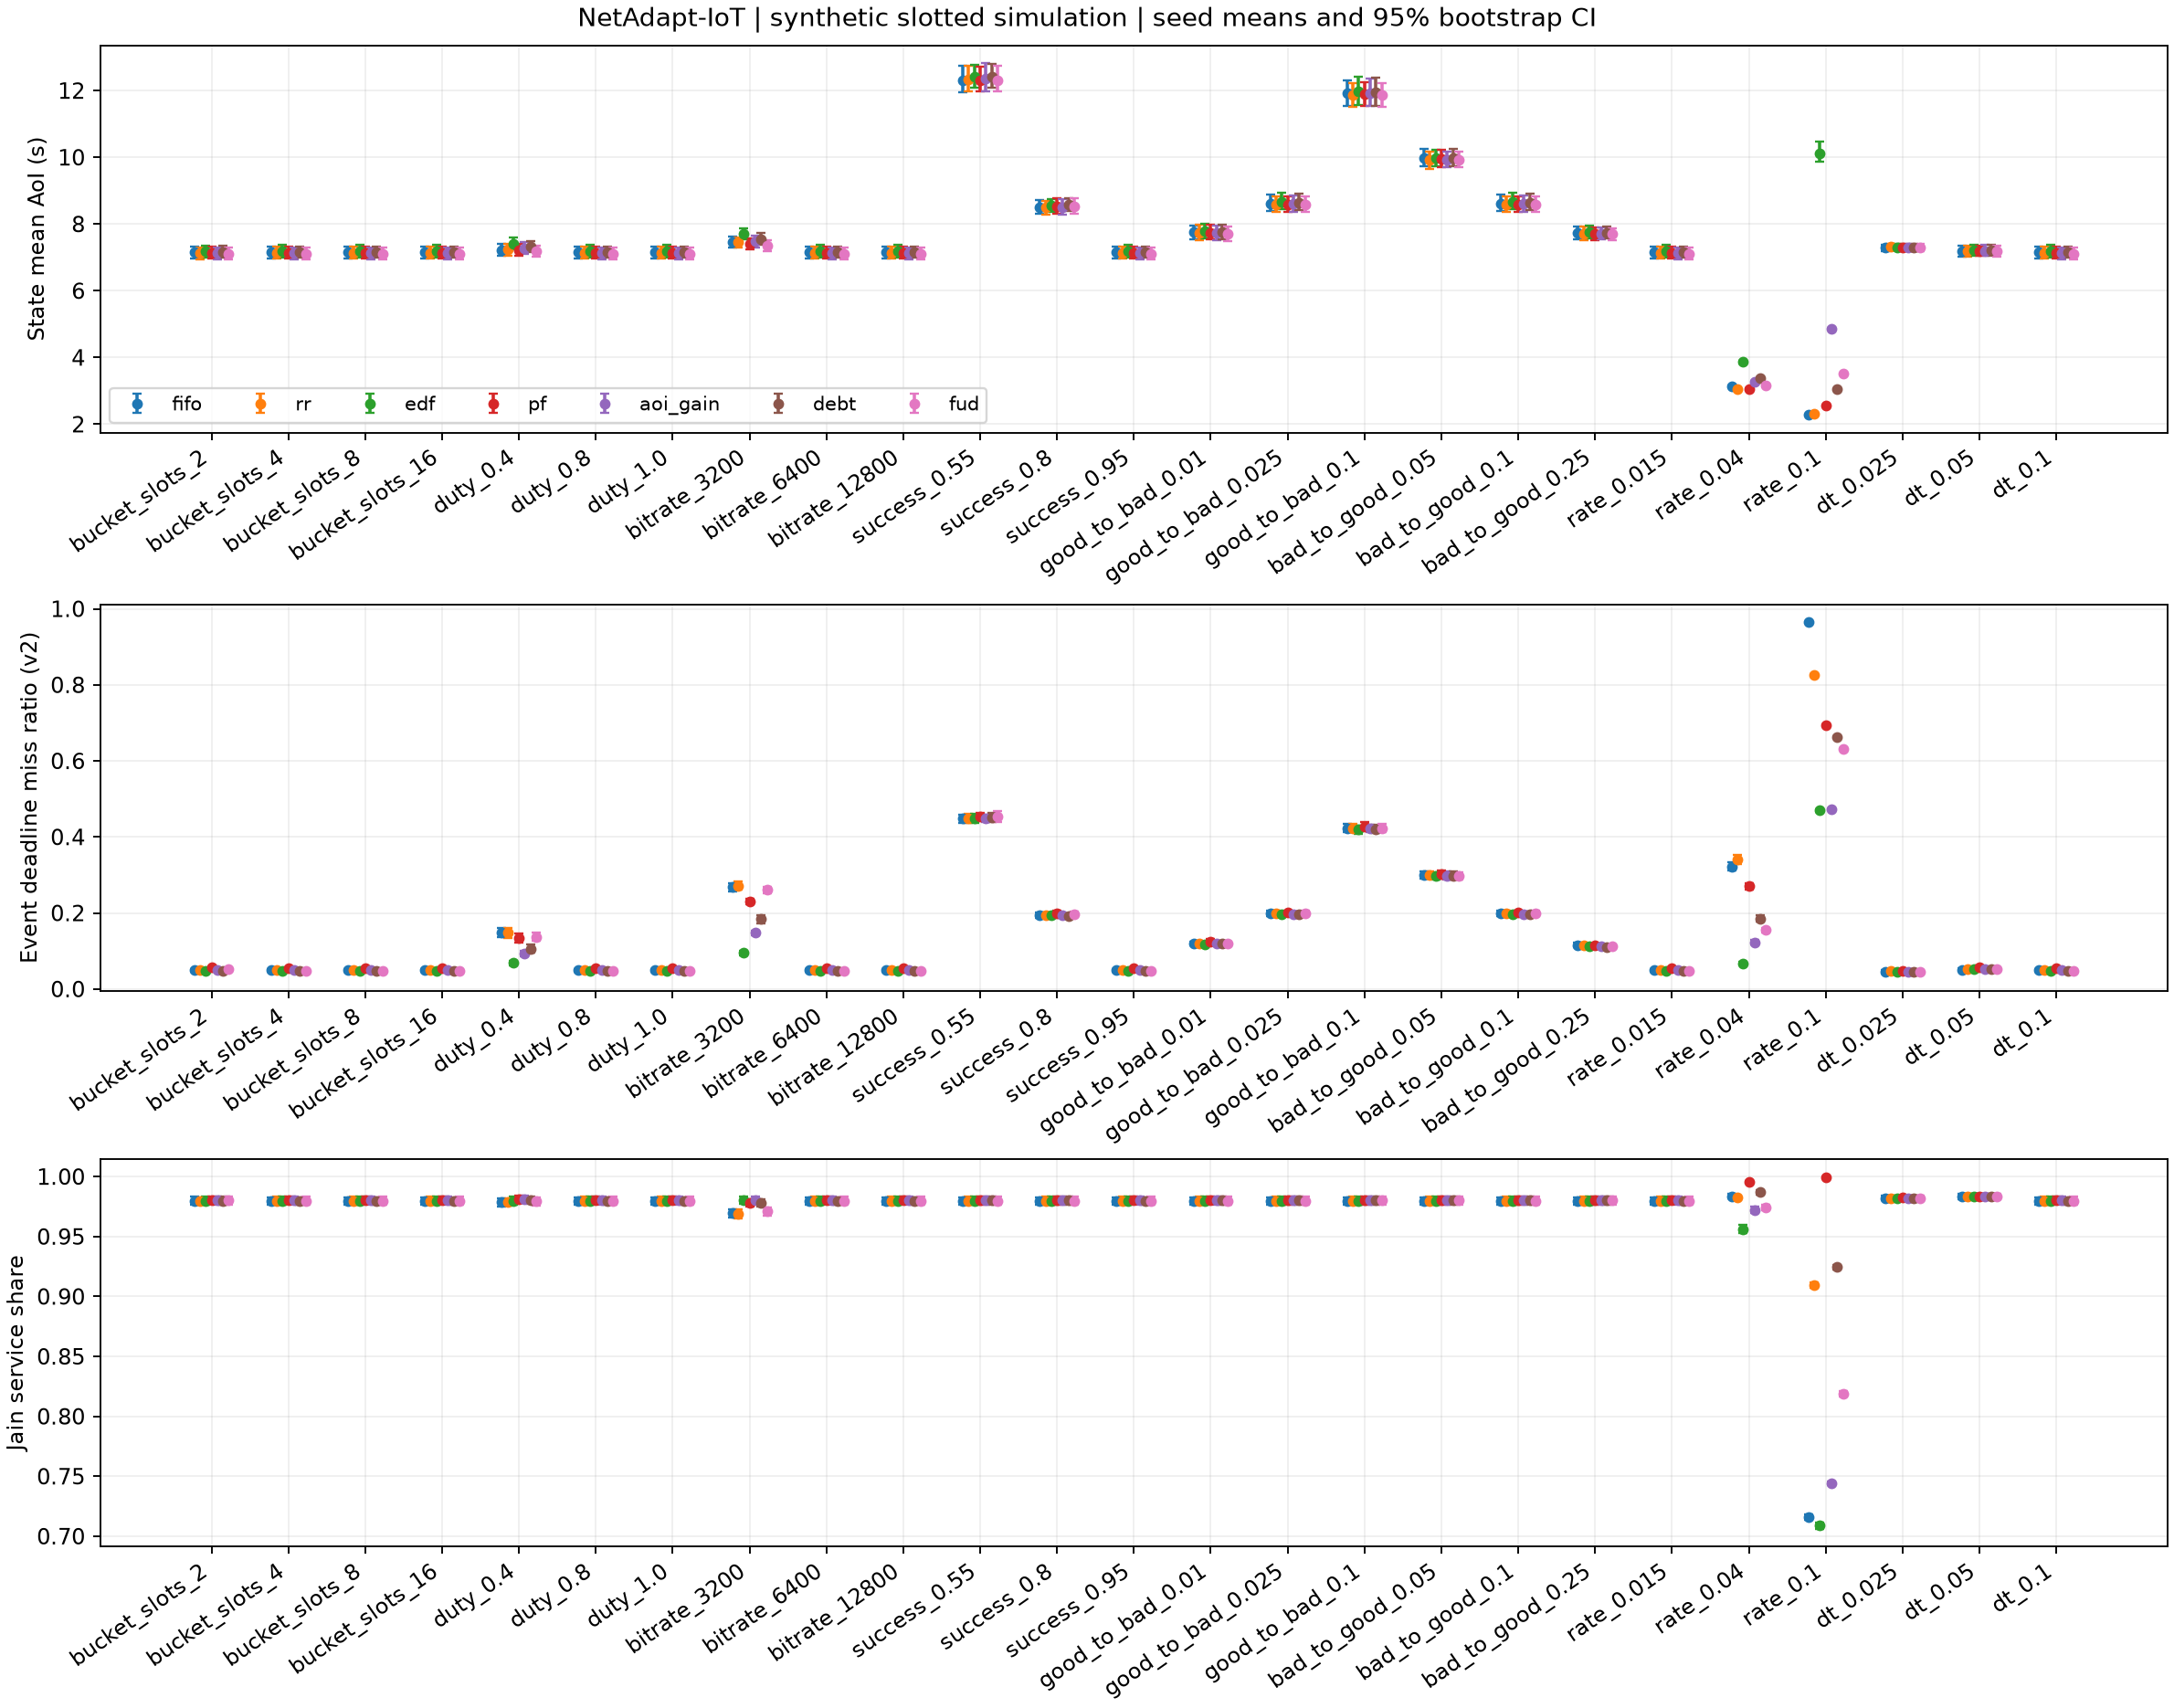 NetAdapt-IoT | synthetic slotted simulation | seed means and 95% bootstrap CI
State mean AoI (s)
12
10
8
6
4
2
fifo rr edf pf aoi_gain debt fud
bucket_slots_2 bucket_slots_4 bucket_slots_8 bucket_slots_16 duty_0.4 duty_0.8 duty_1.0 bitrate_3200 bitrate_6400 bitrate_12800 success_0.55 success_0.8 success_0.95 good_to_bad_0.01 good_to_bad_0.025 good_to_bad_0.1 bad_to_good_0.05 bad_to_good_0.1 bad_to_good_0.25 rate_0.015 rate_0.04 rate_0.1 dt_0.025 dt_0.05 dt_0.1
Event deadline miss ratio (v2)
1.0
0.8
0.6
0.4
0.2
0.0
bucket_slots_2 bucket_slots_4 bucket_slots_8 bucket_slots_16 duty_0.4 duty_0.8 duty_1.0 bitrate_3200 bitrate_6400 bitrate_12800 success_0.55 success_0.8 success_0.95 good_to_bad_0.01 good_to_bad_0.025 good_to_bad_0.1 bad_to_good_0.05 bad_to_good_0.1 bad_to_good_0.25 rate_0.015 rate_0.04 rate_0.1 dt_0.025 dt_0.05 dt_0.1
Jain service share
1.00
0.95
0.90
0.85
0.80
0.75
0.70
bucket_slots_2 bucket_slots_4 bucket_slots_8 bucket_slots_16 duty_0.4 duty_0.8 duty_1.0 bitrate_3200 bitrate_6400 bitrate_12800 success_0.55 success_0.8 success_0.95 good_to_bad_0.01 good_to_bad_0.025 good_to_bad_0.1 bad_to_good_0.05 bad_to_good_0.1 bad_to_good_0.25 rate_0.015 rate_0.04 rate_0.1 dt_0.025 dt_0.05 dt_0.1